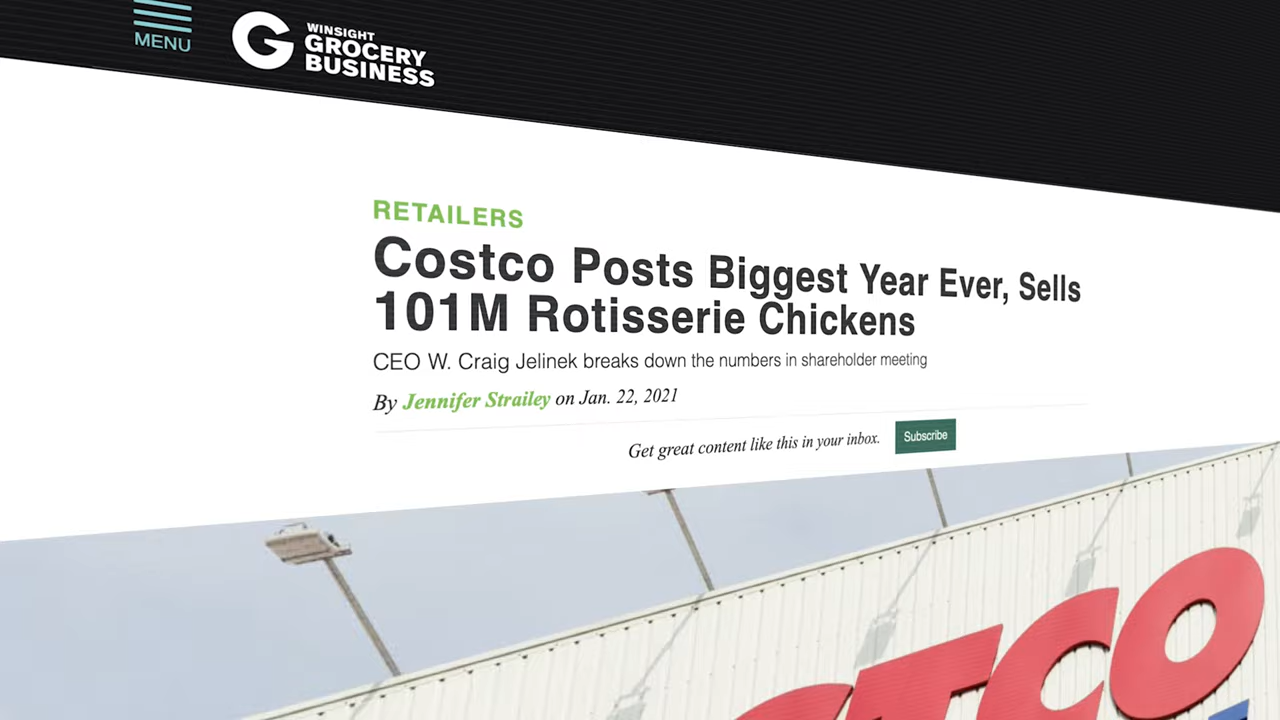 MENU
WINSIGHT
GROCERY
BUSINESS
RETAILERS
Costco Posts Biggest Year Ever, Sells
101M Rotisserie Chickens
CEO W. Craig Jelinek breaks down the numbers in shareholder meeting
By Jennifer Strailey on Jan. 22, 2021
Get great content like this in your inbox.
Subscribe
STCO